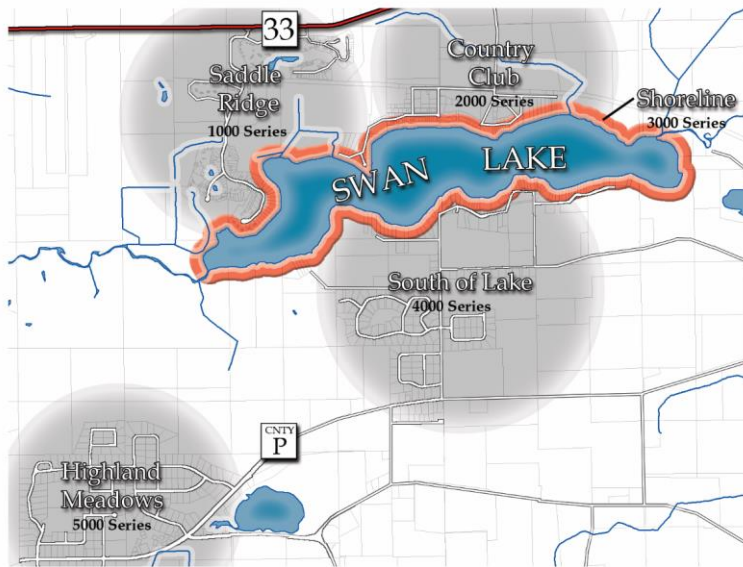 33
Saddle
Ridge
1000 Series
Country
Club
2000 Series
Shoreline
3000 Series
SWAN LAKE
South of Lake
4000 Series
CNTY
P
Highland
Meadows
5000 Series